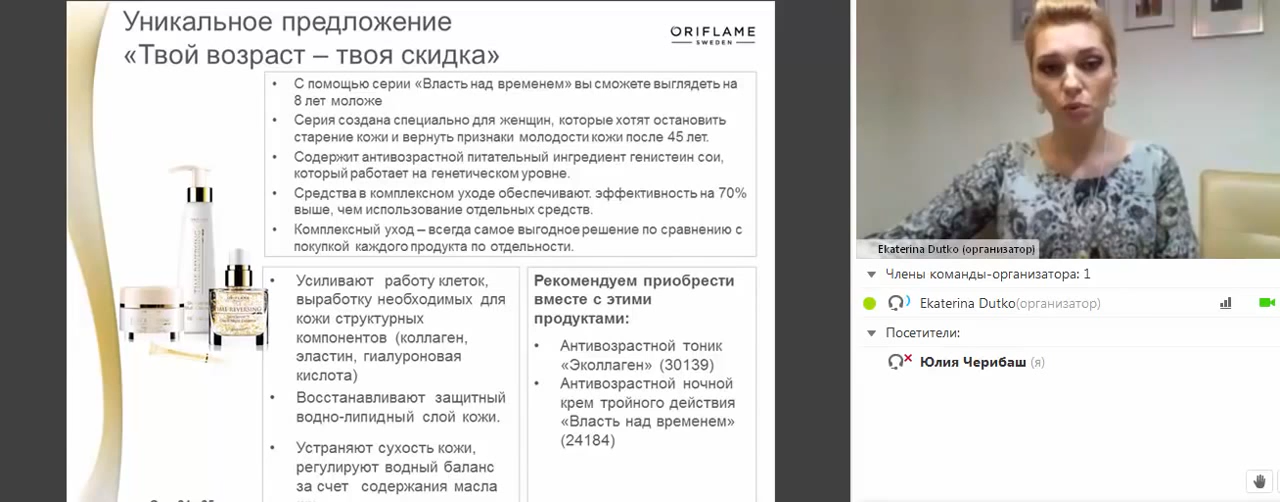 Уникальное предложение
«Твой возраст – твоя скидка»
ORIFLAME
SWEDEN
• С помощью серии «Власть над временем» вы сможете выглядеть на
8 лет моложе
• Серия создана специально для женщин, которые хотят остановить
старение кожи и вернуть признаки молодости кожи после 45 лет.
• Содержит антивозрастной питательный ингредиент генистеин сои,
который работает на генетическом уровне.
• Средства в комплексном уходе обеспечивают. эффективность на 70%
выше, чем использование отдельных средств.
• Комплексный уход – всегда самое выгодное решение по сравнению с
покупкой каждого продукта по отдельности.
• Усиливают работу клеток,
выработку необходимых для
кожи структурных
компонентов (коллаген,
эластин, гиалуроновая
кислота)
• Восстанавливают защитный
водно-липидный слой кожи.
• Устраняют сухость кожи,
регулируют водный баланс
за счет содержания масла
Рекомендуем приобрести
вместе с этими
продуктами:
• Антивозрастной тоник
«Эколлаген» (30139)
• Антивозрастной ночной
крем тройного действия
«Власть над временем»
(24184)
Ekaterina Dutko (организатор)
Члены команды-организатора: 1
Ekaterina Dutko(организатор)
Посетители:
Юлия Черибаш (я)